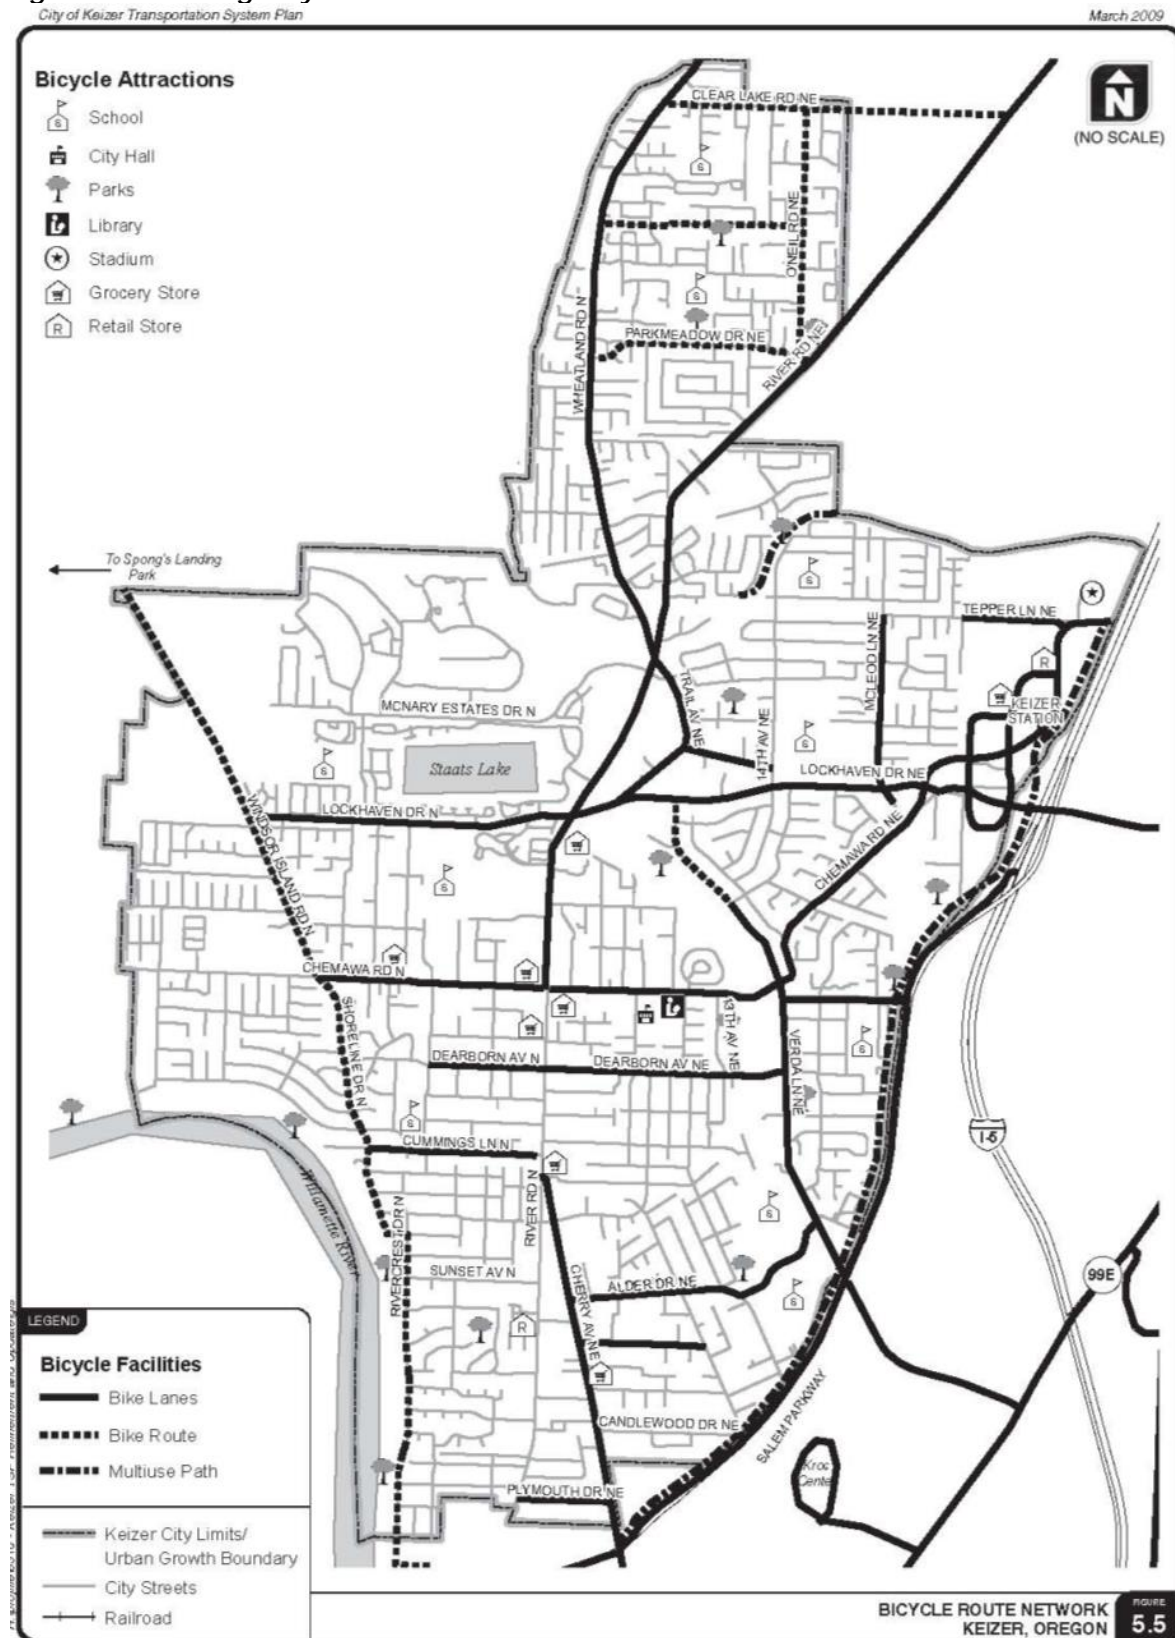 City of Keizer Transportation System Plan
March 2009
Bicycle Attractions
School
City Hall
Parks
Library
Stadium
Grocery Store
R
Retail Store
N
(NO SCALE)
CLEAR LAKE RD NE
O'NEIL RD NE
WHEATLAND RD N
PARKMEADOW DR NE
RIVER RD NE
To Spong's Landing
Park
TEPPER LN NE
MCLEOD LN NE
R
KEIZER
STATION
TRAIL AV NE
14TH AV NE
MCNARY ESTATES DR N
Staats Lake
LOCKHAVEN DR NE
LOCKHAVEN DR N
WINDSOR ISLAND RD N
CHEMAWA RD NE
CHEMAWA RD N
SHORELINE DR N
13TH AV NE
DEARBORN AV N
DEARBORN AV NE
VERDA LN NE
CUMMINGS LN N
I-5
Willamette River
RIVER RD N
RIVERCREST DR N
SUNSET AV N
ALDER DR NE
CHERRY AV NE
R
99E
CANDLEWOOD DR NE
SALEM PARKWAY
Kroc
Center
PLYMOUTH DR NE
LEGEND
Bicycle Facilities
Bike Lanes
Bike Route
Multiuse Path
Keizer City Limits/
Urban Growth Boundary
City Streets
Railroad
BICYCLE ROUTE NETWORK
KEIZER, OREGON
FIGURE
5.5